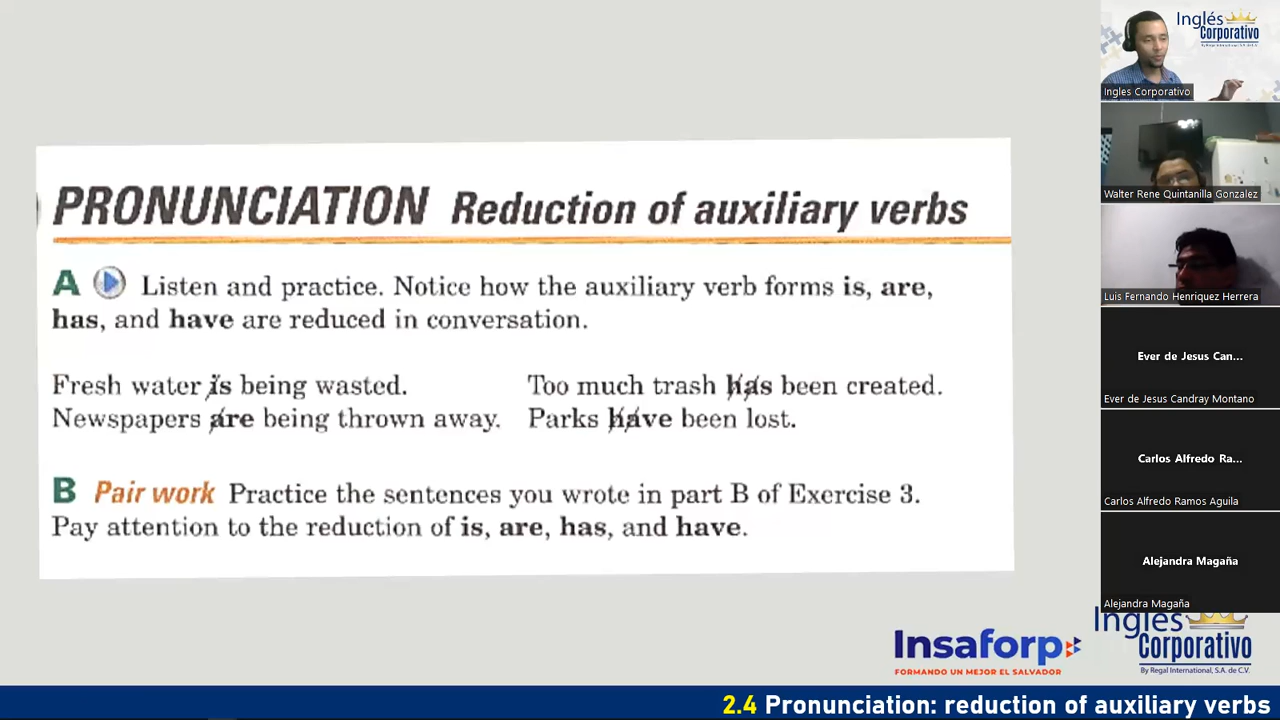 PRONUNCIATION Reduction of auxiliary verbs
A Listen and practice. Notice how the auxiliary verb forms is, are,
has, and have are reduced in conversation.
Fresh water is being wasted. Too much trash has been created.
Newspapers are being thrown away. Parks have been lost.
B Pair work Practice the sentences you wrote in part B of Exercise 3.
Pay attention to the reduction of is, are, has, and have.
Insaforp
FORMANDO UN MEJOR EL SALVADOR
Inglés
Corporativo
By Regal International, S.A. de C.V.
2.4 Pronunciation: reduction of auxiliary verbs
Inglés
Corporativo
Ingles Corporativo
Walter Rene Quintanilla Gonzalez
Luis Fernando Henriquez Herrera
Ever de Jesus Can...
Ever de Jesus Candray Montano
Carlos Alfredo Ra...
Carlos Alfredo Ramos Aguila
Alejandra Magaña
Alejandra Magaña